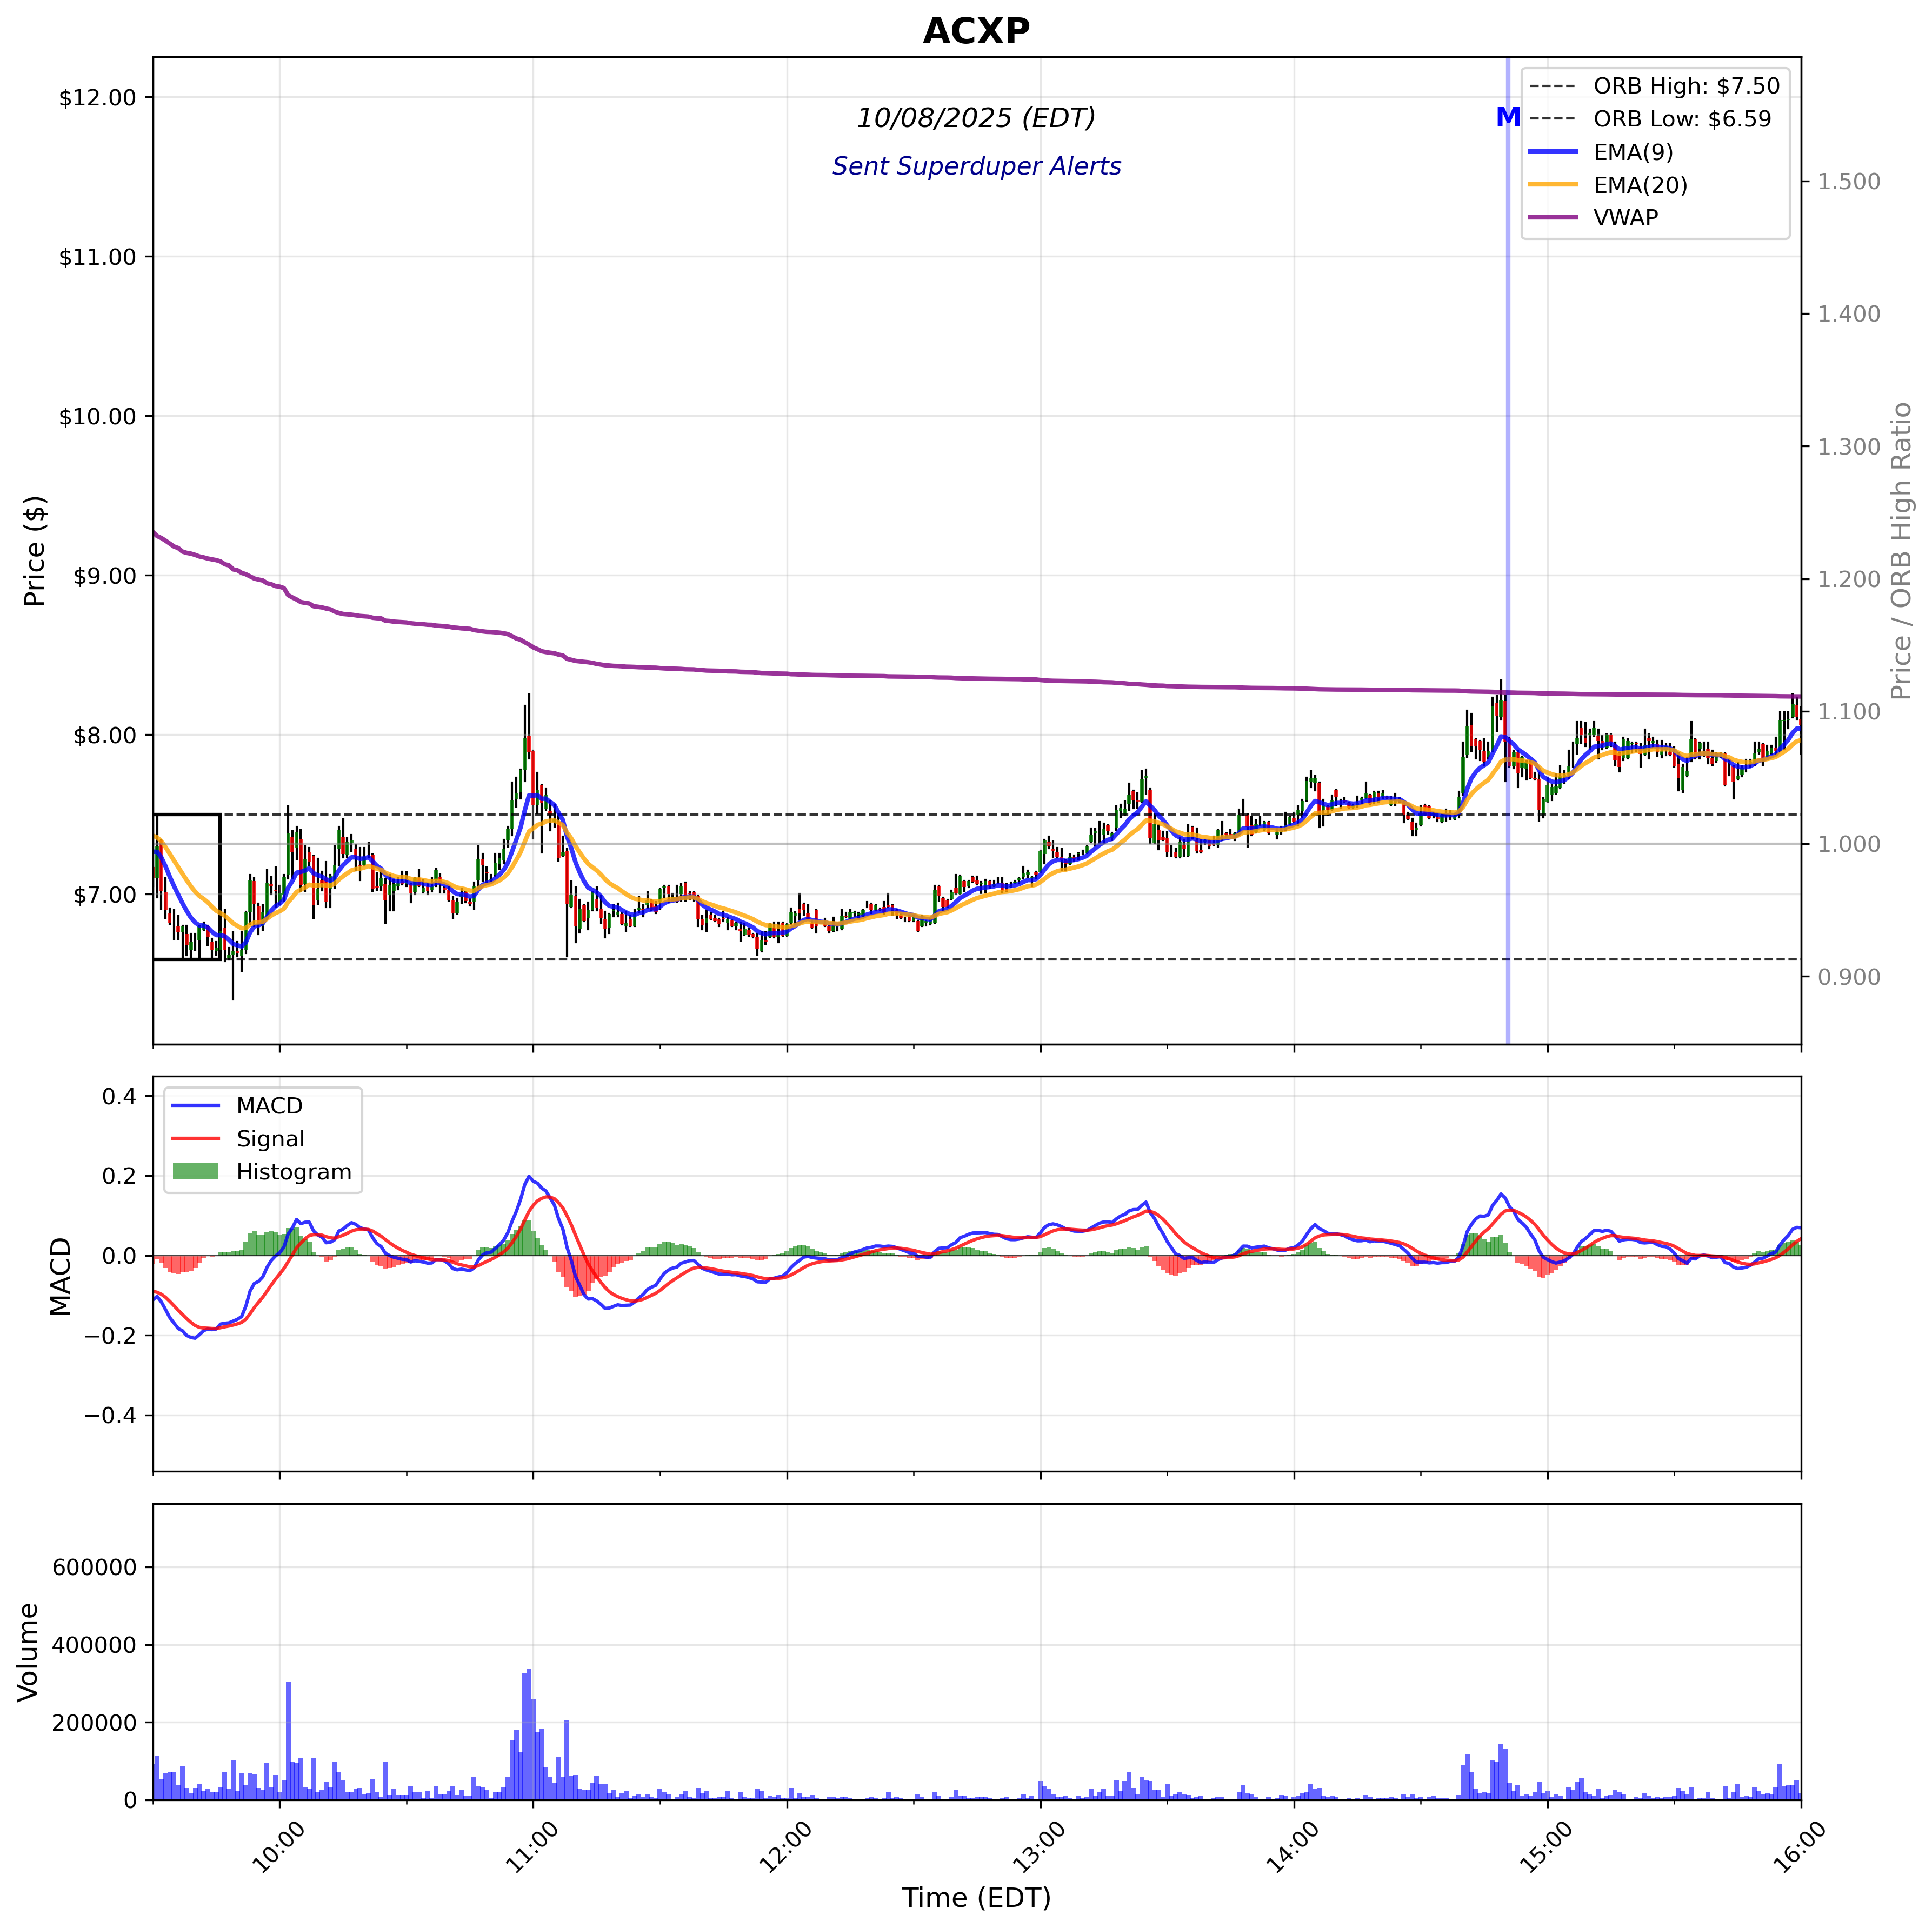 ACXP
10/08/2025 (EDT)
Sent Superduper Alerts
M
ORB High: $7.50
ORB Low: $6.59
EMA(9)
EMA(20)
VWAP
$12.00
$11.00
$10.00
$9.00
$8.00
$7.00
Price ($)
1.500
1.400
1.300
1.200
1.100
1.000
0.900
Price / ORB High Ratio
MACD
Signal
Histogram
0.4
0.2
0.0
−0.2
−0.4
MACD
600000
400000
200000
0
Volume
10:00
11:00
12:00
13:00
14:00
15:00
16:00
Time (EDT)